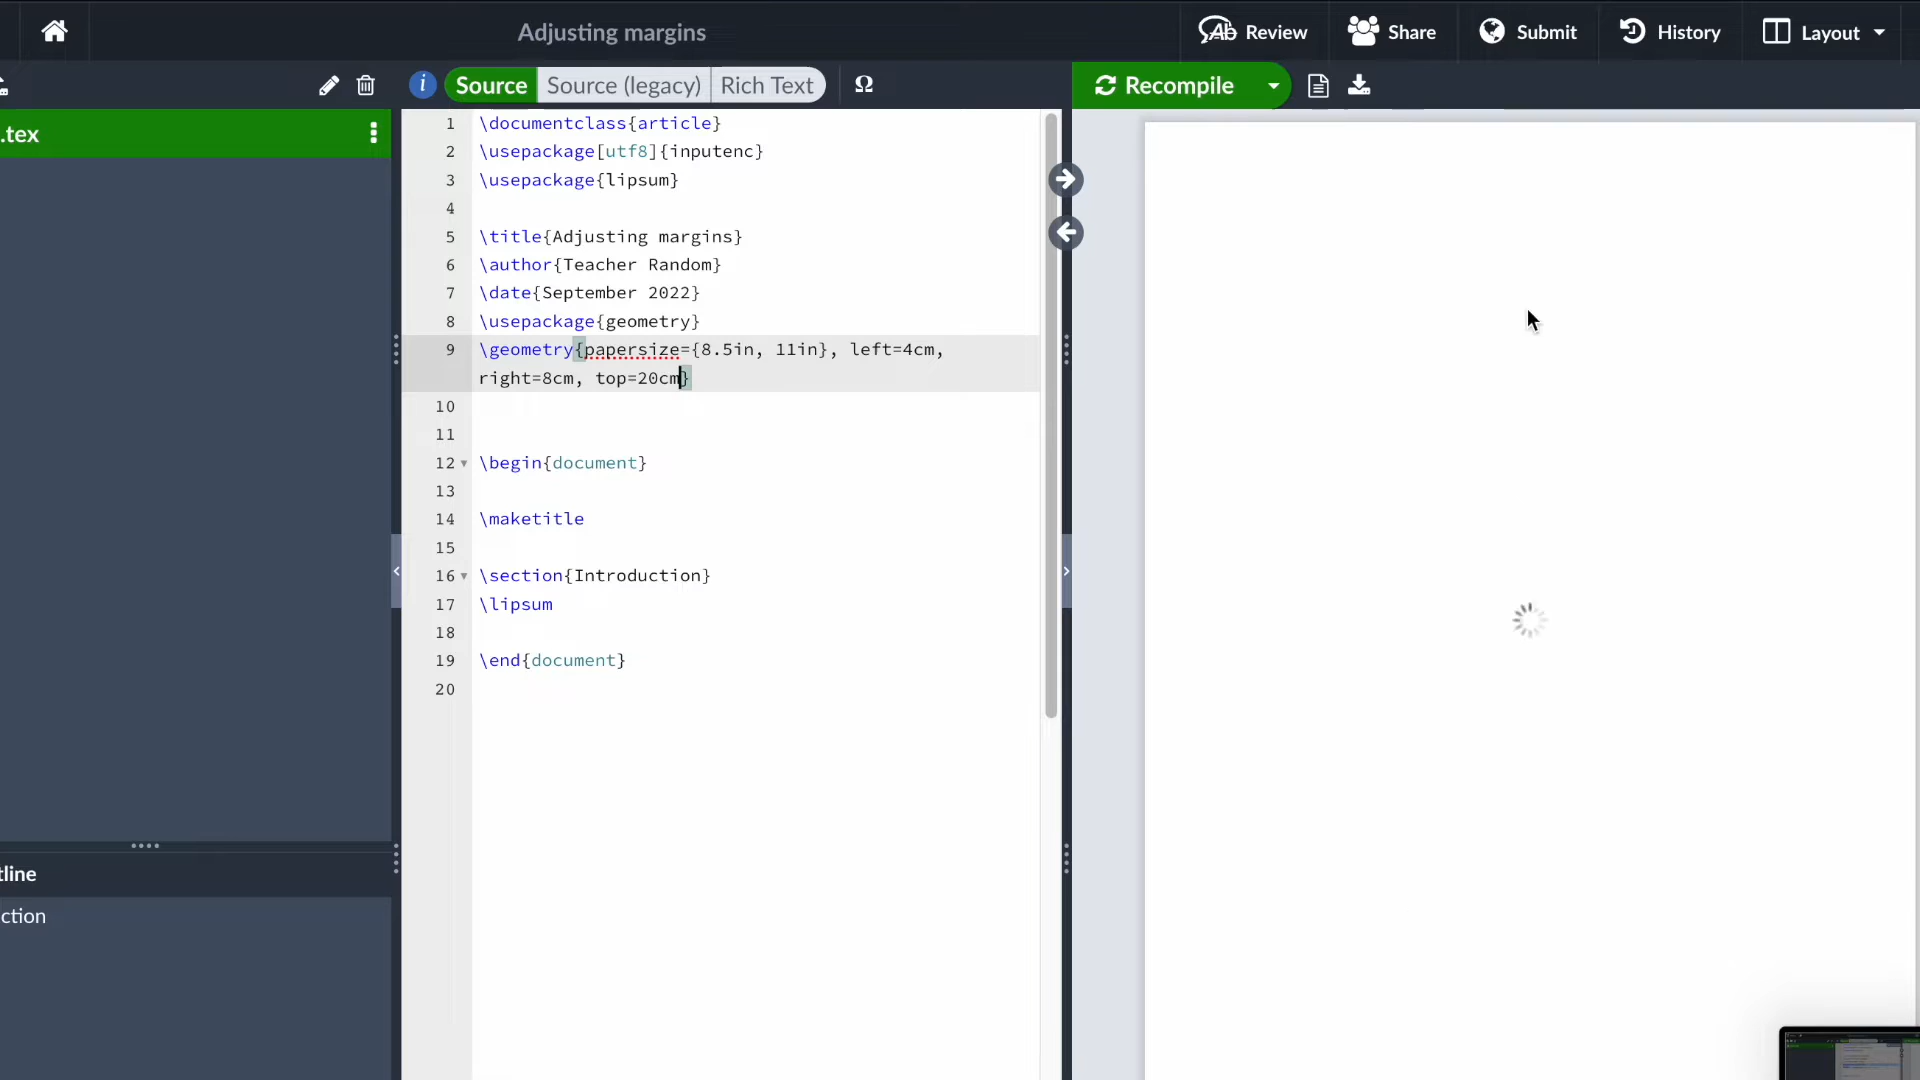 Adjusting margins
Review
Share
Submit
History
Layout
.tex
i
Source
Source (legacy)
Rich Text
Ω
Recompile
1 \documentclass{article}
2 \usepackage[utf8]{inputenc}
3 \usepackage{lipsum}
4
5 \title{Adjusting margins}
6 \author{Teacher Random}
7 \date{September 2022}
8 \usepackage{geometry}
9 \geometry{papersize={8.5in, 11in}, left=4cm,
right=8cm, top=20cm}
10
11
12 \begin{document}
13
14 \maketitle
15
16 \section{Introduction}
17 \lipsum
18
19 \end{document}
20
tline
ction